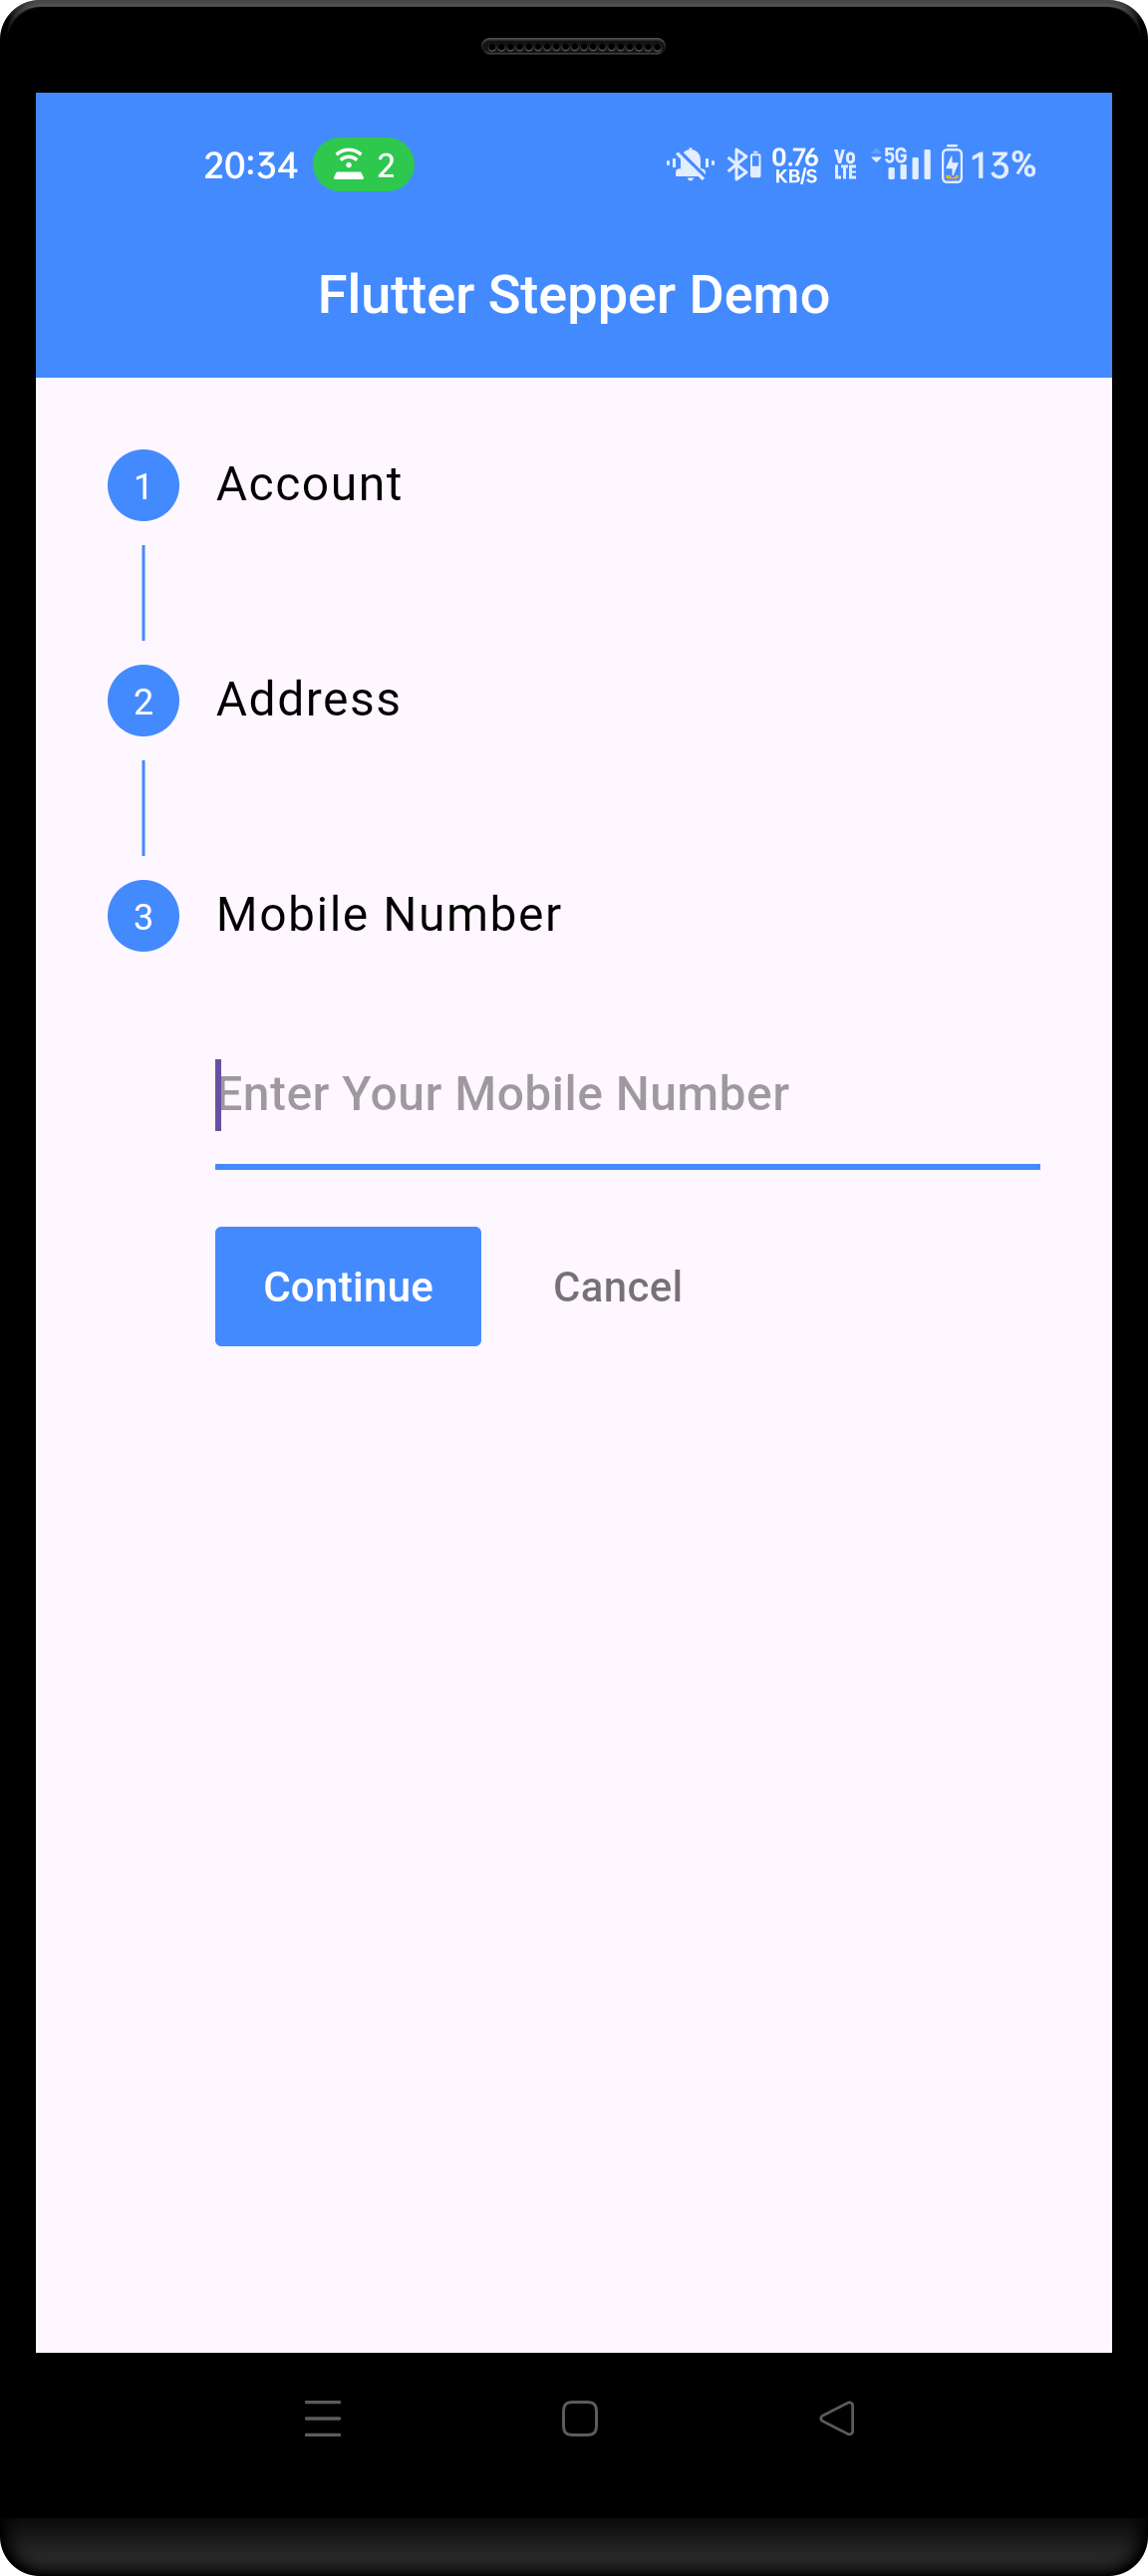 20:34 2 0.76 KB/S Vo LTE 5G 13%
Flutter Stepper Demo
1 Account
2 Address
3 Mobile Number
Enter Your Mobile Number
Continue Cancel